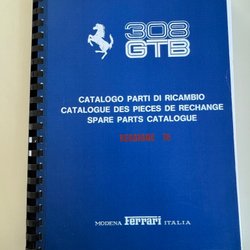 308
GTB
CATALOGO PARTI DI RICAMBIO
CATALOGUE DES PIECES DE RECHANGE
SPARE PARTS CATALOGUE
MODENA Ferrari ITALIA